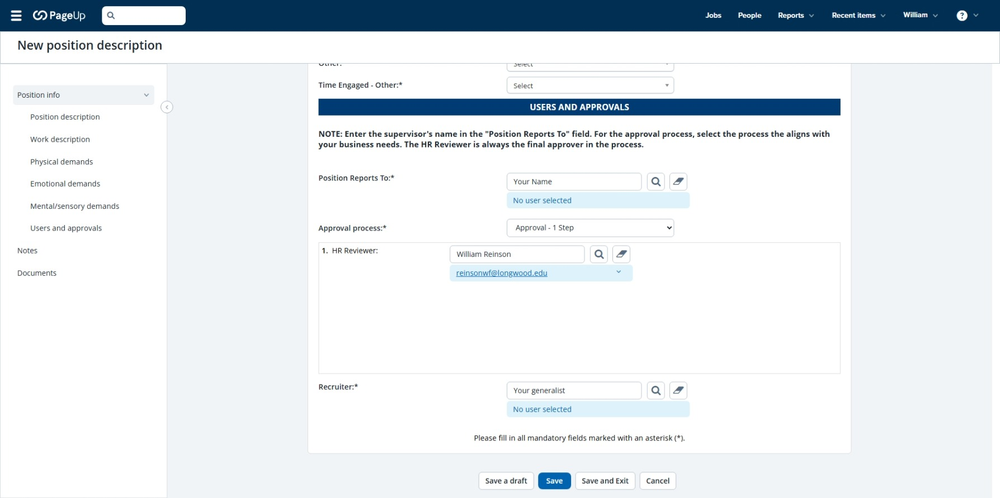 PageUp
Jobs People Reports Recent items William ?
New position description
Other:
Select
Position info
Time Engaged - Other:*
Select
USERS AND APPROVALS
Position description
Work description
Physical demands
Emotional demands
Mental/sensory demands
Users and approvals
Notes
Documents
NOTE: Enter the supervisor's name in the "Position Reports To" field. For the approval process, select the process the aligns with
your business needs. The HR Reviewer is always the final approver in the process.
Position Reports To:*
Your Name
No user selected
Approval process:*
Approval - 1 Step
1. HR Reviewer:
William Reinson
reinsonwf@longwood.edu
Recruiter:*
Your generalist
No user selected
Please fill in all mandatory fields marked with an asterisk (*).
Save a draft Save Save and Exit Cancel